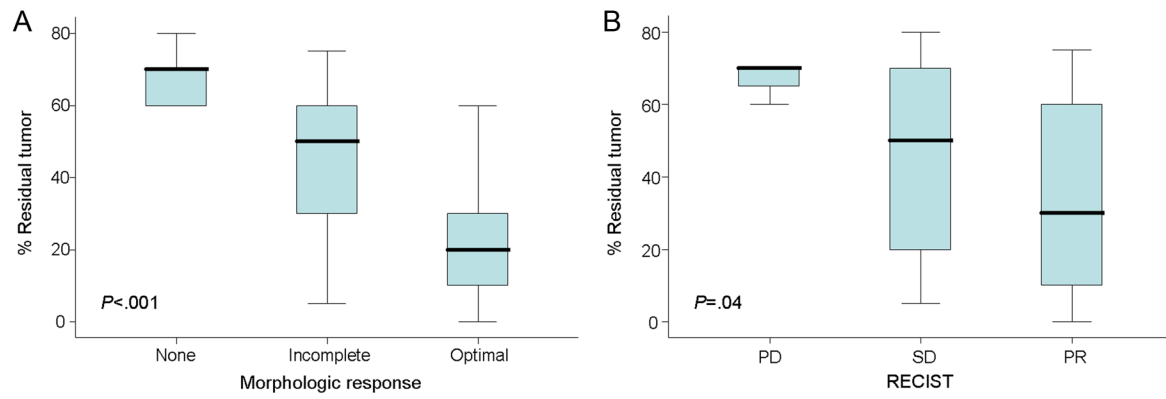 A
% Residual tumor
80
60
40
20
0
P<.001
None Incomplete Optimal
Morphologic response
B
% Residual tumor
80
60
40
20
0
P=.04
PD SD PR
RECIST